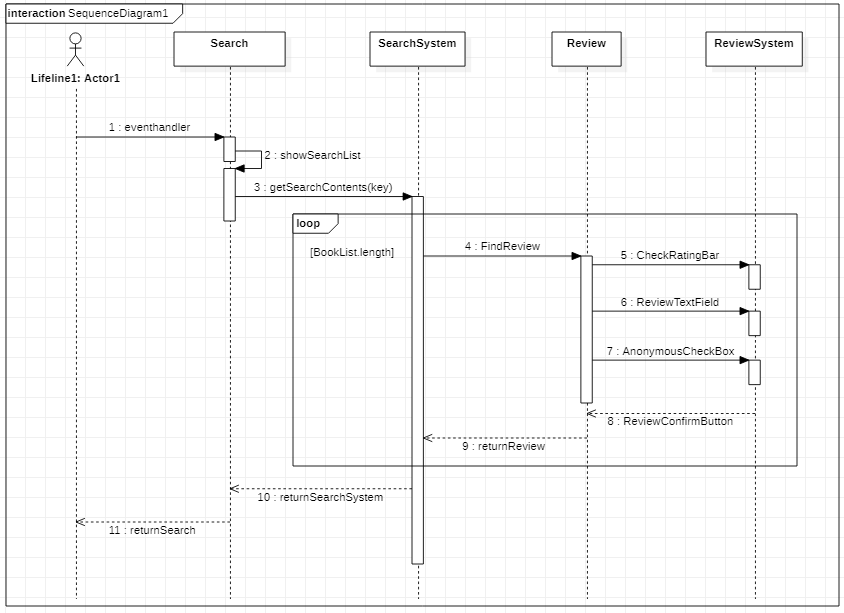 interaction SequenceDiagram1
Search
SearchSystem
Review
ReviewSystem
Lifeline1: Actor1
1 : eventhandler
2 : showSearchList
3 : getSearchContents(key)
loop
[BookList.length]
4 : FindReview
5 : CheckRatingBar
6 : ReviewTextField
7 : AnonymousCheckBox
8 : ReviewConfirmButton
9 : returnReview
10 : returnSearchSystem
11 : returnSearch